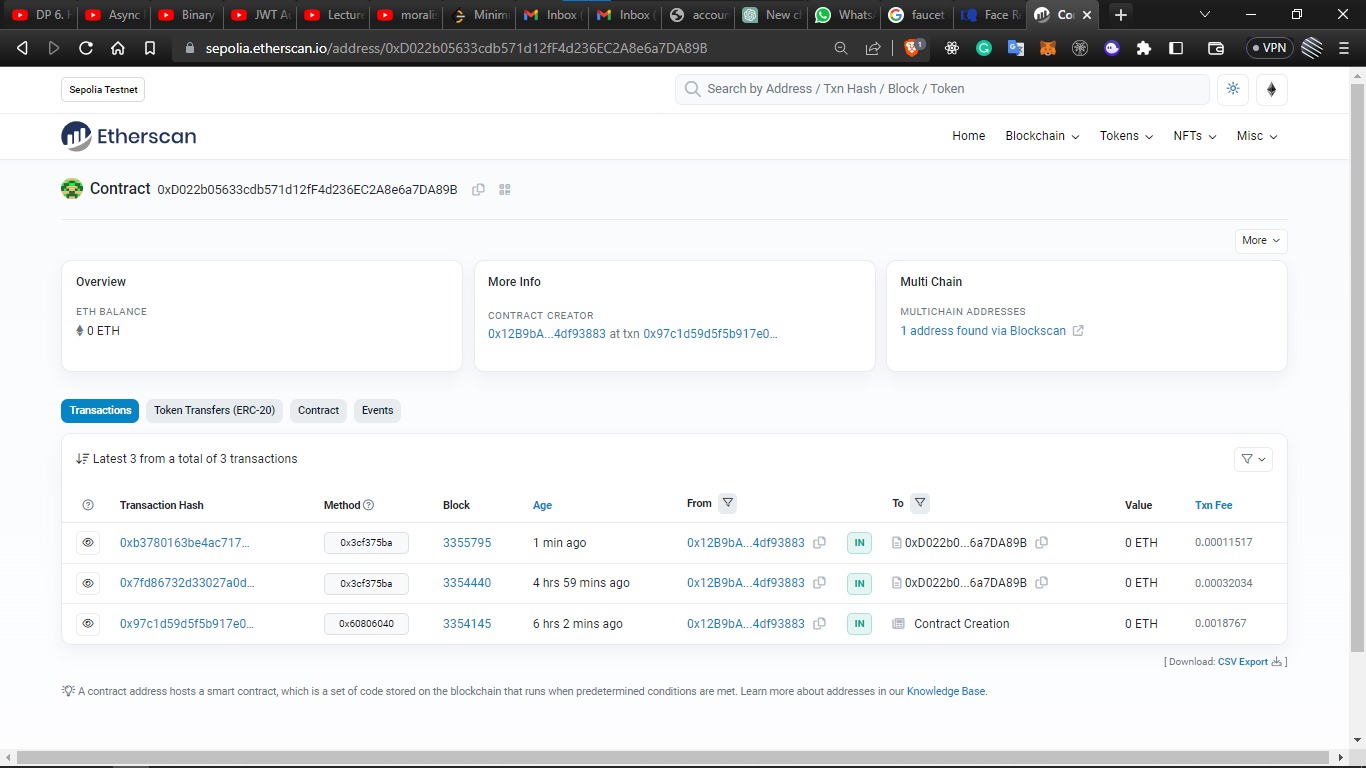 DP 6. Async Binary JWT Au Lecture morali Minim Inbox ( Inbox ( accour New c WhatsA faucet Face R Co
sepolia.etherscan.io/address/0xD022b05633cdb571d12fF4d236EC2A8e6a7DA89B 1 VPN
Sepolia Testnet Search by Address / Txn Hash / Block / Token
Etherscan Home Blockchain Tokens NFTs Misc
Contract 0xD022b05633cdb571d12fF4d236EC2A8e6a7DA89B
More
Overview More Info Multi Chain
ETH BALANCE CONTRACT CREATOR MULTICHAIN ADDRESSES
0 ETH 0x12B9bA...4df93883 at txn 0x97c1d59d5f5b917e0... 1 address found via Blockscan
Transactions Token Transfers (ERC-20) Contract Events
Latest 3 from a total of 3 transactions
Transaction Hash Method Block Age From To Value Txn Fee
0xb3780163be4ac717... 0x3cf375ba 3355795 1 min ago 0x12B9bA...4df93883 IN 0xD022b0...6a7DA89B 0 ETH 0.00011517
0x7fd86732d33027a0d... 0x3cf375ba 3354440 4 hrs 59 mins ago 0x12B9bA...4df93883 IN 0xD022b0...6a7DA89B 0 ETH 0.00032034
0x97c1d59d5f5b917e0... 0x60806040 3354145 6 hrs 2 mins ago 0x12B9bA...4df93883 IN Contract Creation 0 ETH 0.0018767
[ Download: CSV Export ]
A contract address hosts a smart contract, which is a set of code stored on the blockchain that runs when predetermined conditions are met. Learn more about addresses in our Knowledge Base.